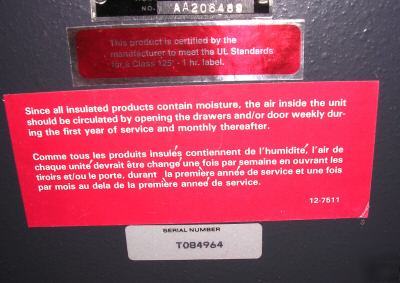 NO. AA206489
This product is certified by the
manufacturer to meet the UL Standards
for a Class 125° - 1 hr. label.
Since all insulated products contain moisture, the air inside the unit
should be circulated by opening the drawers and/or door weekly dur-
ing the first year of service and monthly thereafter.
Comme tous les produits insulés contiennent de l'humidité, l'air de
chaque unité devrait être change une fois par semaine en ouvrant les
tiroirs et/ou le porte, durant la première année de service et une fois
par mois au dela de la première année de service.
12-7611
SERIAL NUMBER
T084964